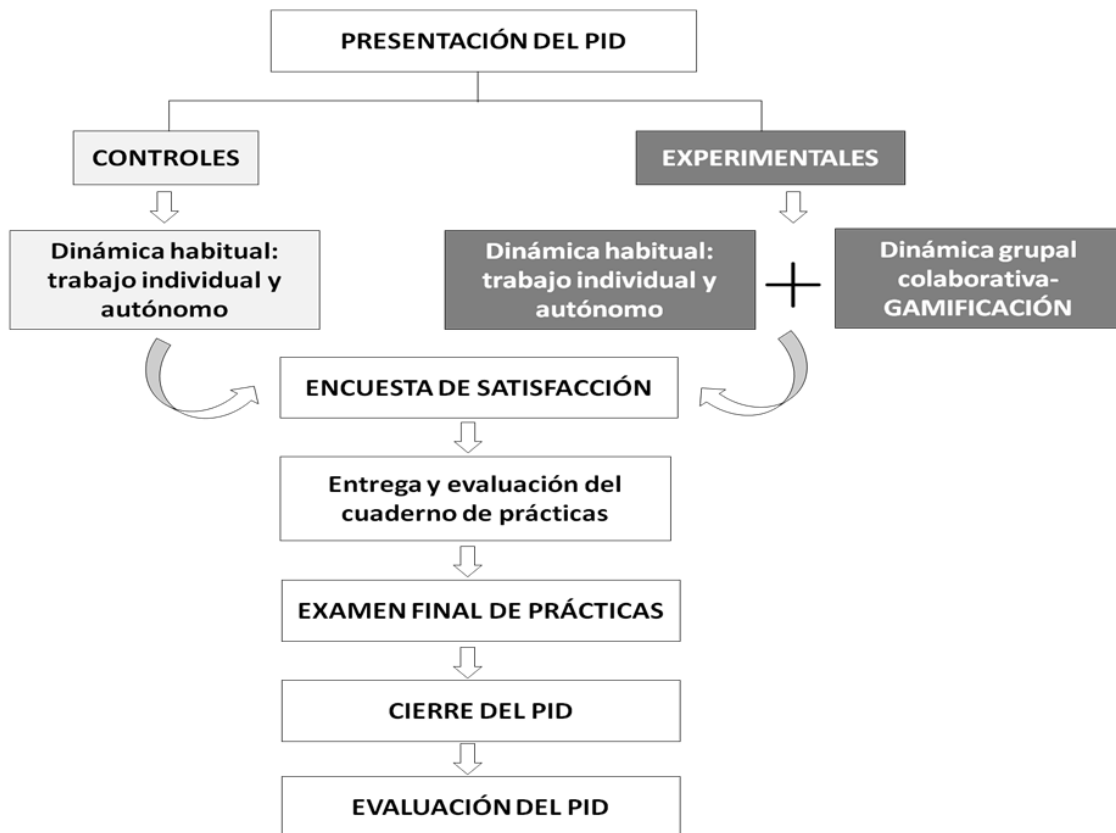 PRESENTACIÓN DEL PID
CONTROLES
EXPERIMENTALES
Dinámica habitual:
trabajo individual y
autónomo
Dinámica habitual:
trabajo individual y
autónomo
Dinámica grupal
colaborativa-
GAMIFICACIÓN
ENCUESTA DE SATISFACCIÓN
Entrega y evaluación del
cuaderno de prácticas
EXAMEN FINAL DE PRÁCTICAS
CIERRE DEL PID
EVALUACIÓN DEL PID